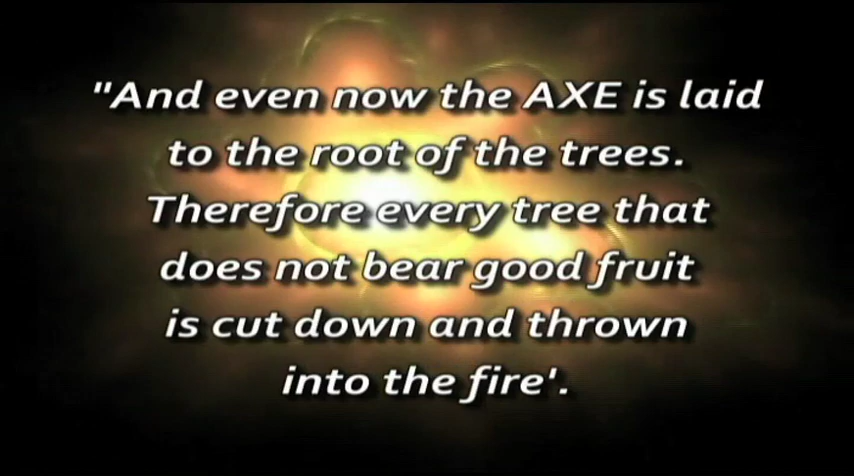 "And even now the AXE is laid
to the root of the trees.
Therefore every tree that
does not bear good fruit
is cut down and thrown
into the fire'.